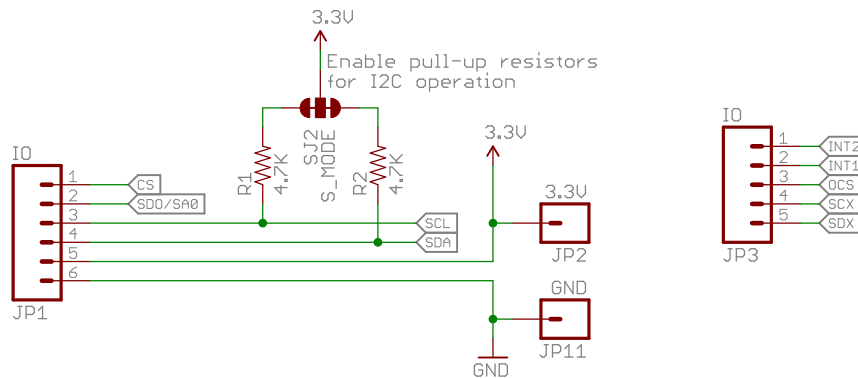 3.3V
Enable pull-up resistors
for I2C operation
SJ2
S_MODE
R1
4.7K
R2
4.7K
3.3V
IO
1
2
3
4
5
6
CS
SDO/SA0
SCL
SDA
JP1
3.3V
JP2
GND
JP11
GND
IO
1
2
3
4
5
INT2
INT1
OCS
SCX
SDX
JP3